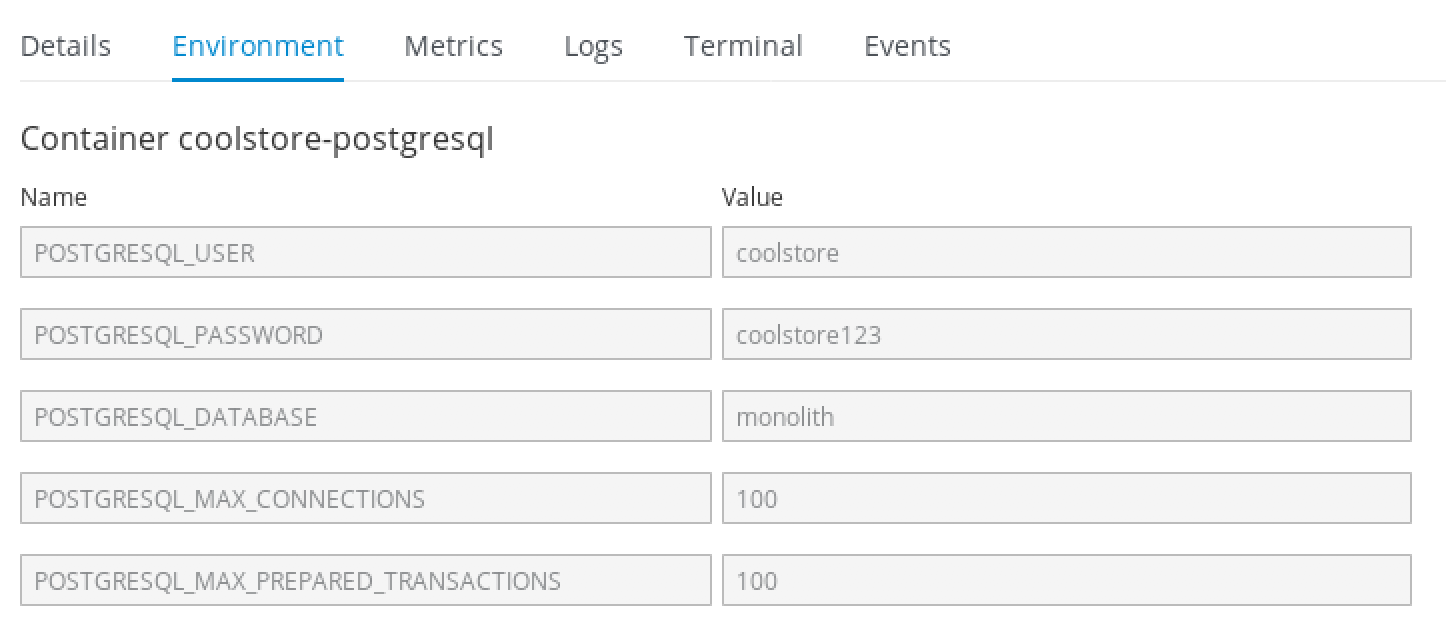 Details Environment Metrics Logs Terminal Events
Container coolstore-postgresql
Name Value
POSTGRESQL_USER coolstore
POSTGRESQL_PASSWORD coolstore123
POSTGRESQL_DATABASE monolith
POSTGRESQL_MAX_CONNECTIONS 100
POSTGRESQL_MAX_PREPARED_TRANSACTIONS 100